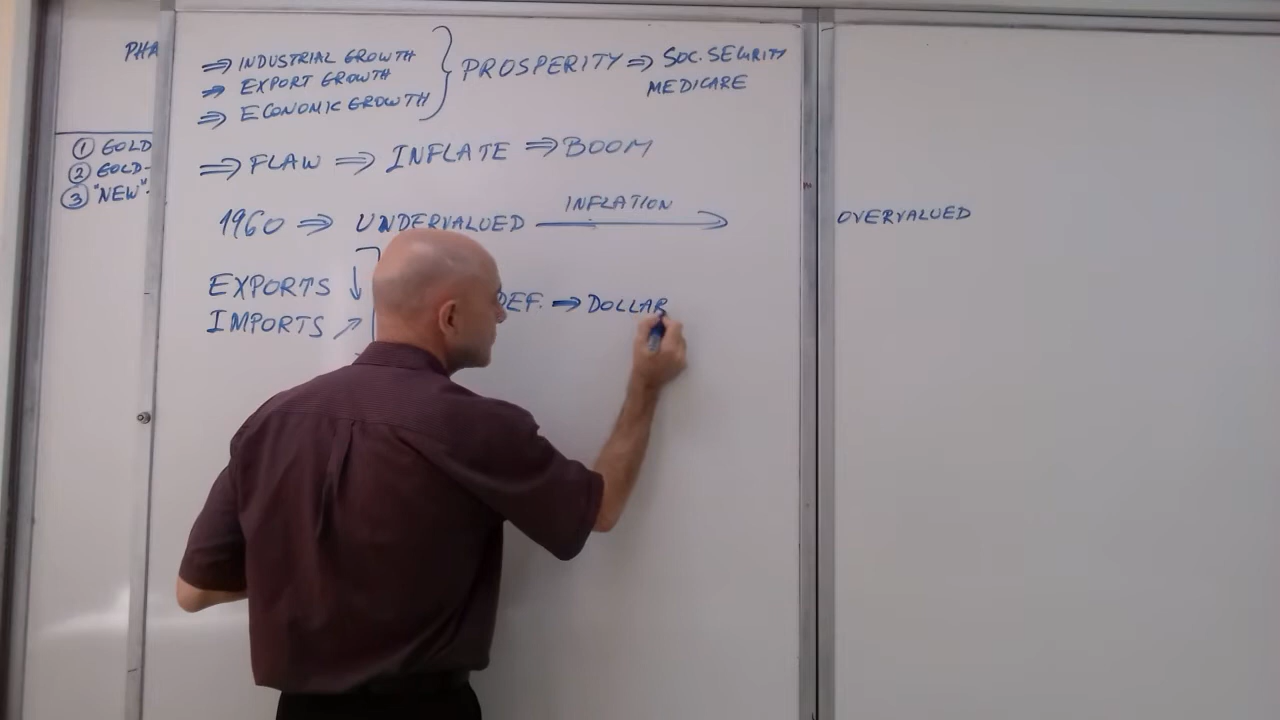 PHA
① GOLD
② GOLD-
③ "NEW"
⇒ INDUSTRIAL GROWTH
⇒ EXPORT GROWTH
⇒ ECONOMIC GROWTH
} PROSPERITY ⇒ SOC. SECURITY
MEDICARE
⇒ FLAW ⇒ INFLATE ⇒ BOOM
INFLATION
1960 ⇒ UNDERVALUED → OVERVALUED
EXPORTS ↓
IMPORTS ↗
DEF. → DOLLAR